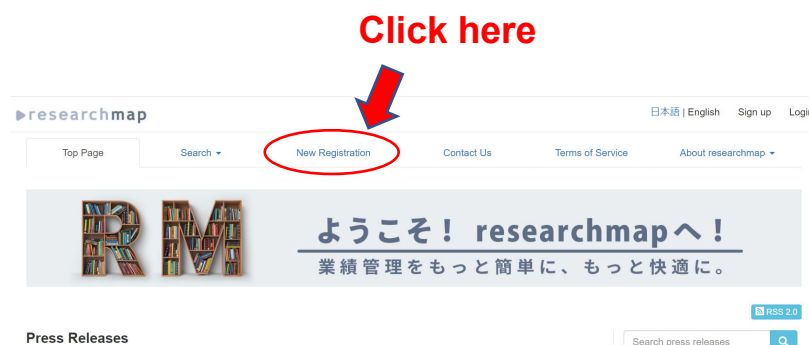 Click here
researchmap
日本語 | English Sign up Login
Top Page Search New Registration Contact Us Terms of Service About researchmap
RM
ようこそ! researchmapへ!
業績管理をもっと簡単に、もっと快適に。
RSS 2.0
Press Releases
Search press releases